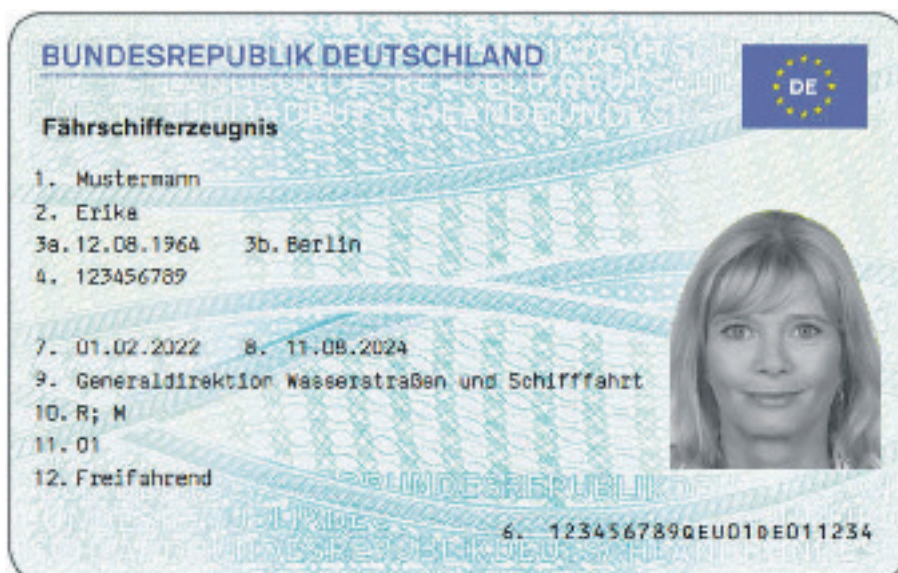 BUNDESREPUBLIK DEUTSCHLAND
DE
Fährschifferzeugnis
1. Mustermann
2. Erika
3a. 12.08.1964 3b. Berlin
4. 123456789
7. 01.02.2022 8. 11.08.2024
9. Generaldirektion Wasserstraßen und Schifffahrt
10. R; M
11. 01
12. Freifahrend
6. 123456789QEU01DE011234